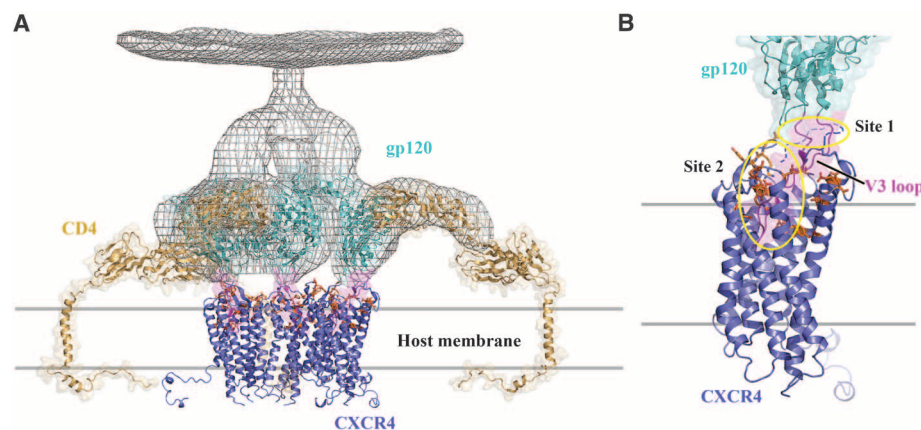 A
gp120
CD4
Host membrane
CXCR4
B
gp120
Site 1
Site 2
V3 loop
CXCR4